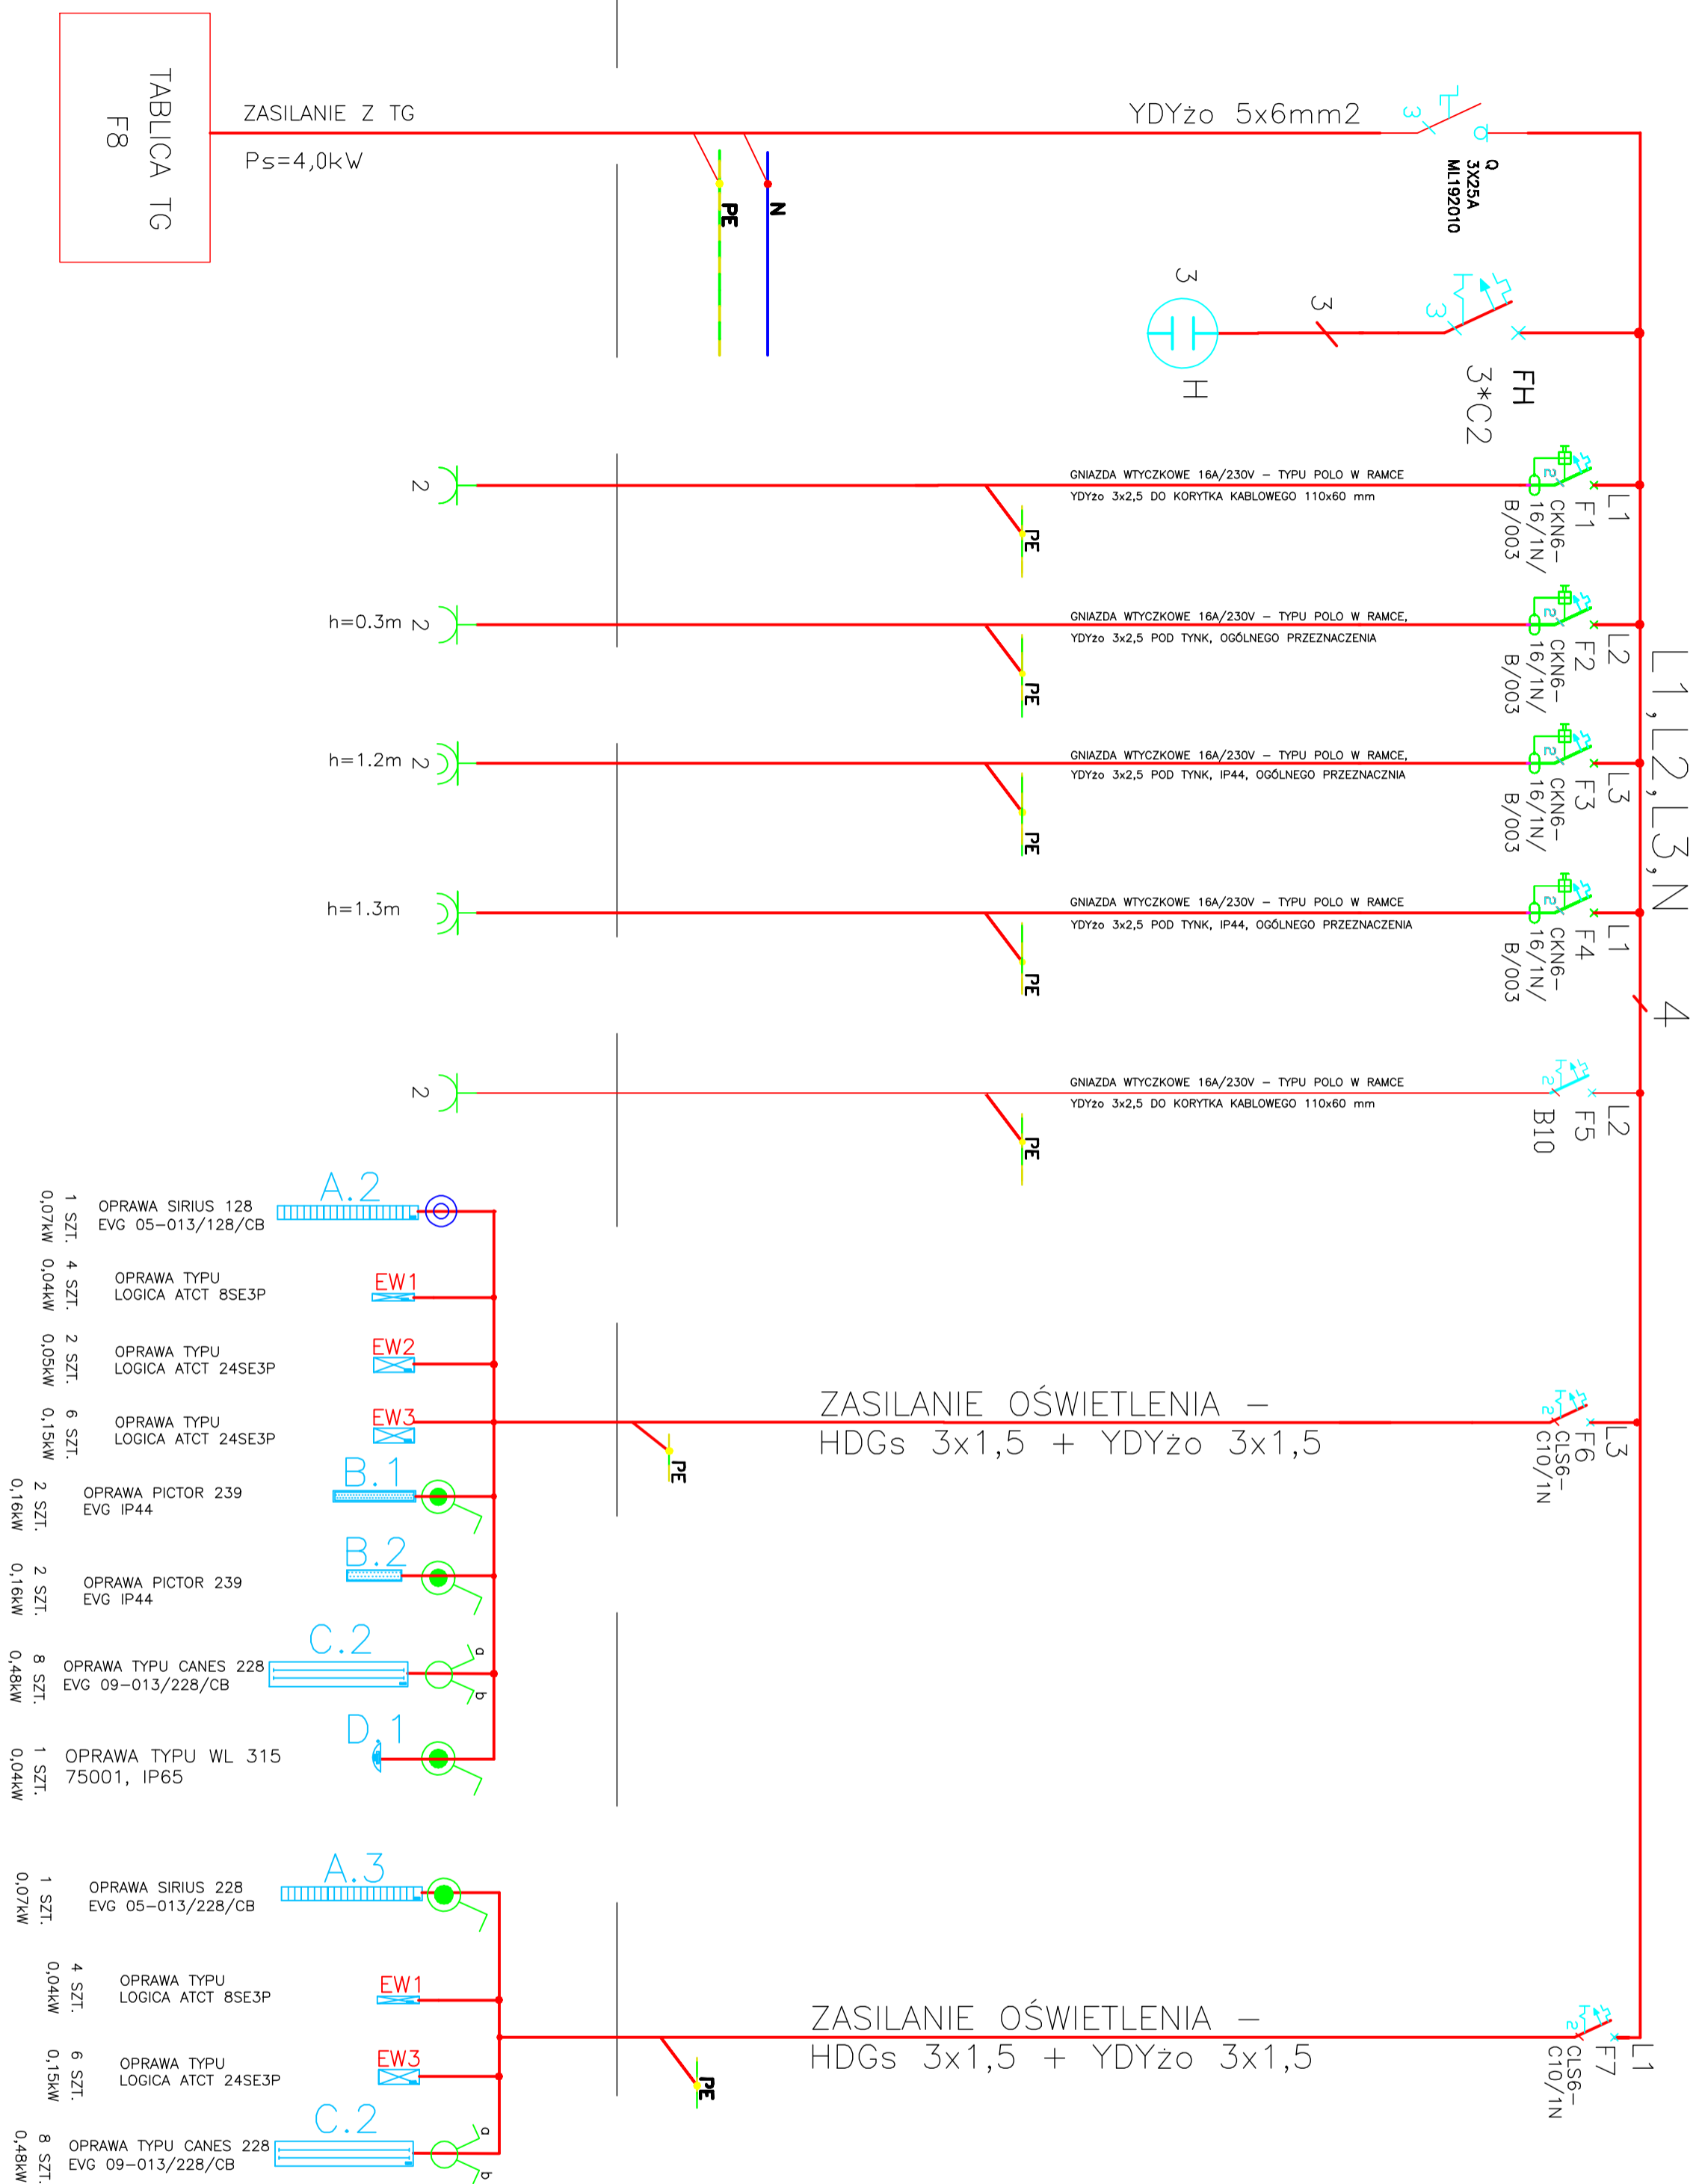 TABLICA TG
F8
ZASILANIE Z TG
Ps=4,0kW
PE
N
YDYżo 5x6mm2
3
Q
3X25A
ML192010
3
H
3
3
FH
3*C2
L1,L2,L3,N
4
2
GNIAZDA WTYCZKOWE 16A/230V – TYPU POLO W RAMCE
YDYżo 3x2,5 DO KORYTKA KABLOWEGO 110x60 mm
PE
2
L1
F1
CKN6-
16/1N/
B/003
h=0.3m 2
GNIAZDA WTYCZKOWE 16A/230V – TYPU POLO W RAMCE,
YDYżo 3x2,5 POD TYNK, OGÓLNEGO PRZEZNACZENIA
PE
2
L2
F2
CKN6-
16/1N/
B/003
h=1.2m 2
GNIAZDA WTYCZKOWE 16A/230V – TYPU POLO W RAMCE,
YDYżo 3x2,5 POD TYNK, IP44, OGÓLNEGO PRZEZNACZNIA
PE
2
L3
F3
CKN6-
16/1N/
B/003
h=1.3m
GNIAZDA WTYCZKOWE 16A/230V – TYPU POLO W RAMCE
YDYżo 3x2,5 POD TYNK, IP44, OGÓLNEGO PRZEZNACZENIA
PE
2
L1
F4
CKN6-
16/1N/
B/003
2
GNIAZDA WTYCZKOWE 16A/230V – TYPU POLO W RAMCE
YDYżo 3x2,5 DO KORYTKA KABLOWEGO 110x60 mm
PE
2
L2
F5
B10
A.2
OPRAWA SIRIUS 128
EVG 05-013/128/CB
1 SZT.
0,07kW
EW1
OPRAWA TYPU
LOGICA ATCT 8SE3P
4 SZT.
0,04kW
EW2
OPRAWA TYPU
LOGICA ATCT 24SE3P
2 SZT.
0,05kW
EW3
OPRAWA TYPU
LOGICA ATCT 24SE3P
6 SZT.
0,15kW
ZASILANIE OŚWIETLENIA –
HDGs 3x1,5 + YDYżo 3x1,5
PE
2
L3
F6
CLS6-
C10/1N
B.1
OPRAWA PICTOR 239
EVG IP44
2 SZT.
0,16kW
B.2
OPRAWA PICTOR 239
EVG IP44
2 SZT.
0,16kW
C.2
a
b
OPRAWA TYPU CANES 228
EVG 09-013/228/CB
8 SZT.
0,48kW
D.1
OPRAWA TYPU WL 315
75001, IP65
1 SZT.
0,04kW
A.3
OPRAWA SIRIUS 228
EVG 05-013/228/CB
1 SZT.
0,07kW
EW1
OPRAWA TYPU
LOGICA ATCT 8SE3P
4 SZT.
0,04kW
ZASILANIE OŚWIETLENIA –
HDGs 3x1,5 + YDYżo 3x1,5
PE
2
L1
F7
CLS6-
C10/1N
EW3
OPRAWA TYPU
LOGICA ATCT 24SE3P
6 SZT.
0,15kW
C.2
a
b
OPRAWA TYPU CANES 228
EVG 09-013/228/CB
8 SZT.
0,48kW